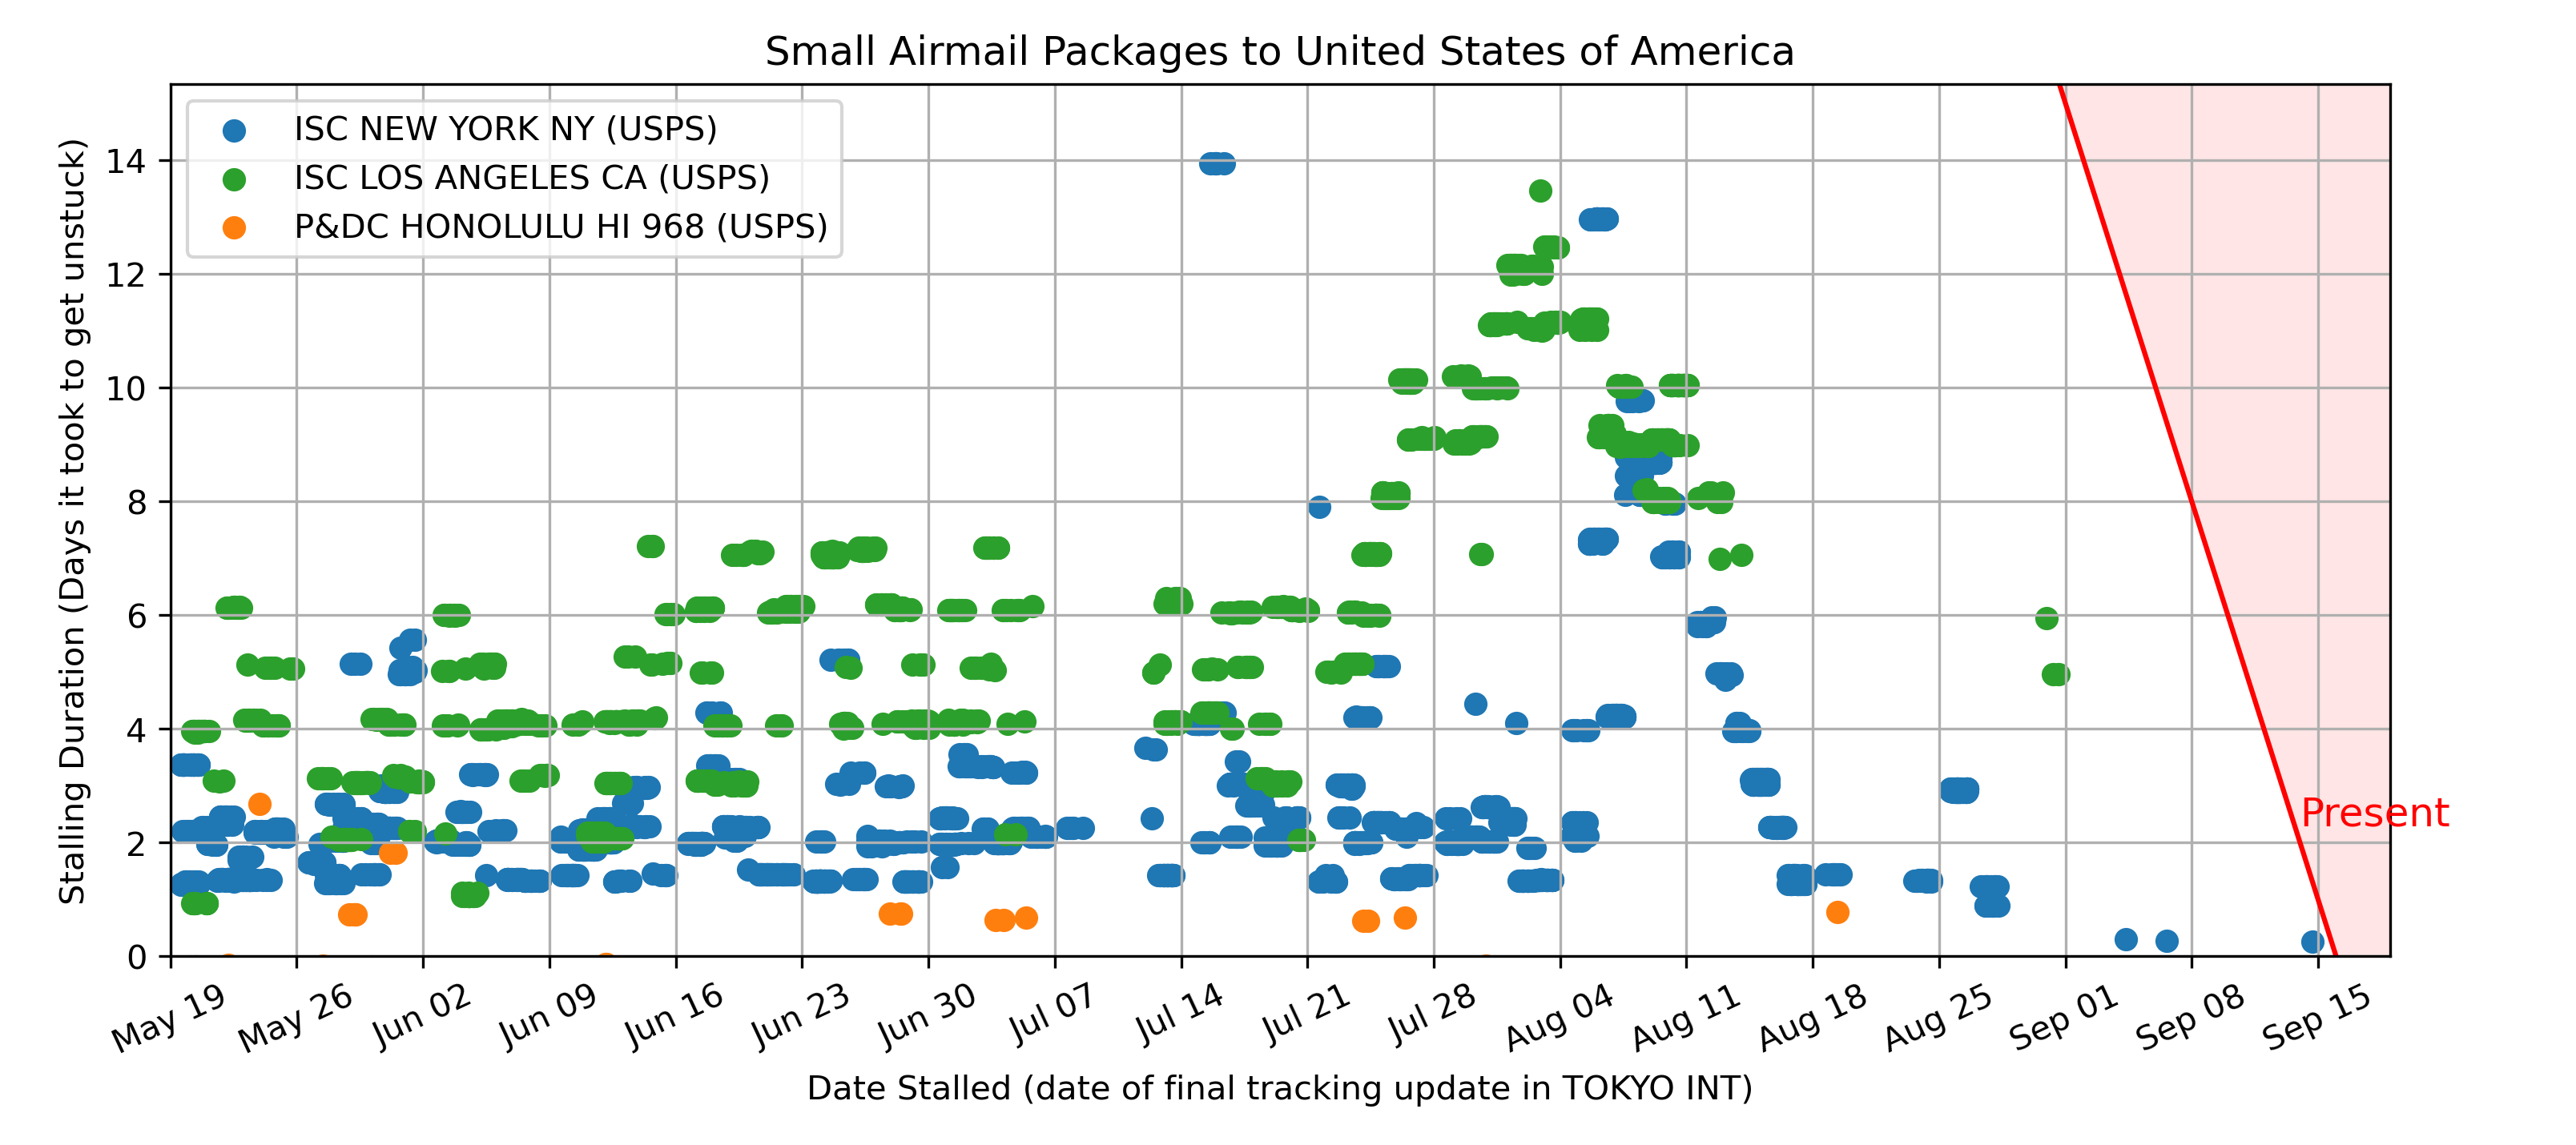 Small Airmail Packages to United States of America
ISC NEW YORK NY (USPS)
ISC LOS ANGELES CA (USPS)
P&DC HONOLULU HI 968 (USPS)
Stalling Duration (Days it took to get unstuck)
14
12
10
8
6
4
2
0
Present
May 19
May 26
Jun 02
Jun 09
Jun 16
Jun 23
Jun 30
Jul 07
Jul 14
Jul 21
Jul 28
Aug 04
Aug 11
Aug 18
Aug 25
Sep 01
Sep 08
Sep 15
Date Stalled (date of final tracking update in TOKYO INT)